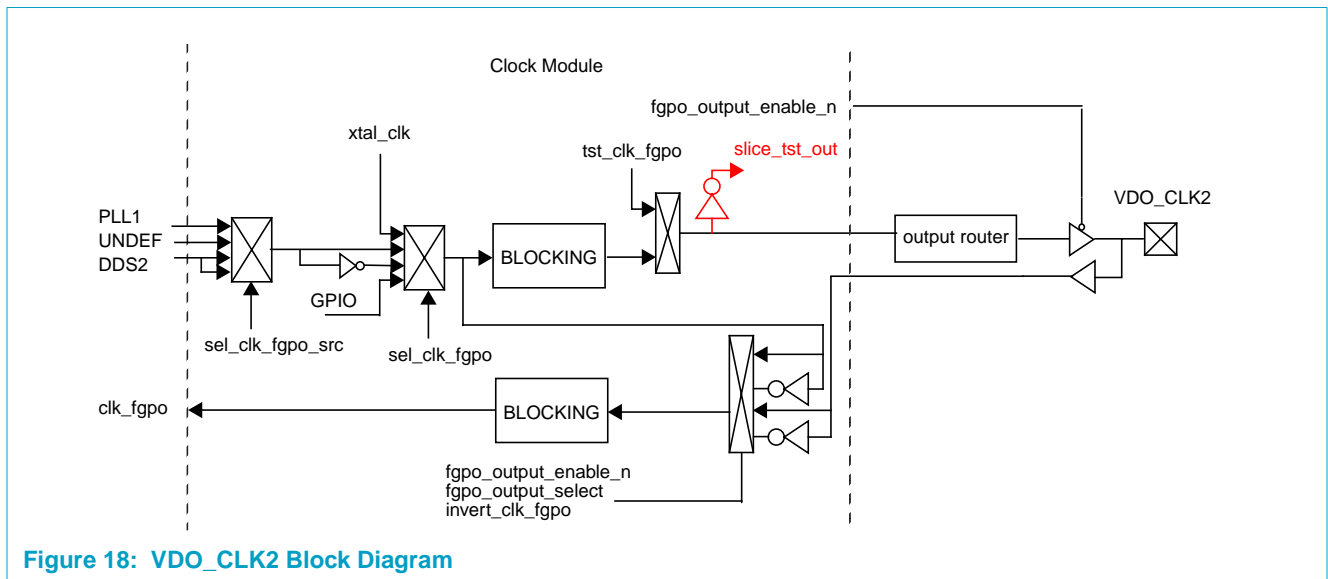 Clock Module
fgpo_output_enable_n
xtal_clk
tst_clk_fgpo
slice_tst_out
VDO_CLK2
PLL1
UNDEF
DDS2
BLOCKING
output router
GPIO
sel_clk_fgpo_src
sel_clk_fgpo
clk_fgpo
BLOCKING
fgpo_output_enable_n
fgpo_output_select
invert_clk_fgpo
Figure 18: VDO_CLK2 Block Diagram